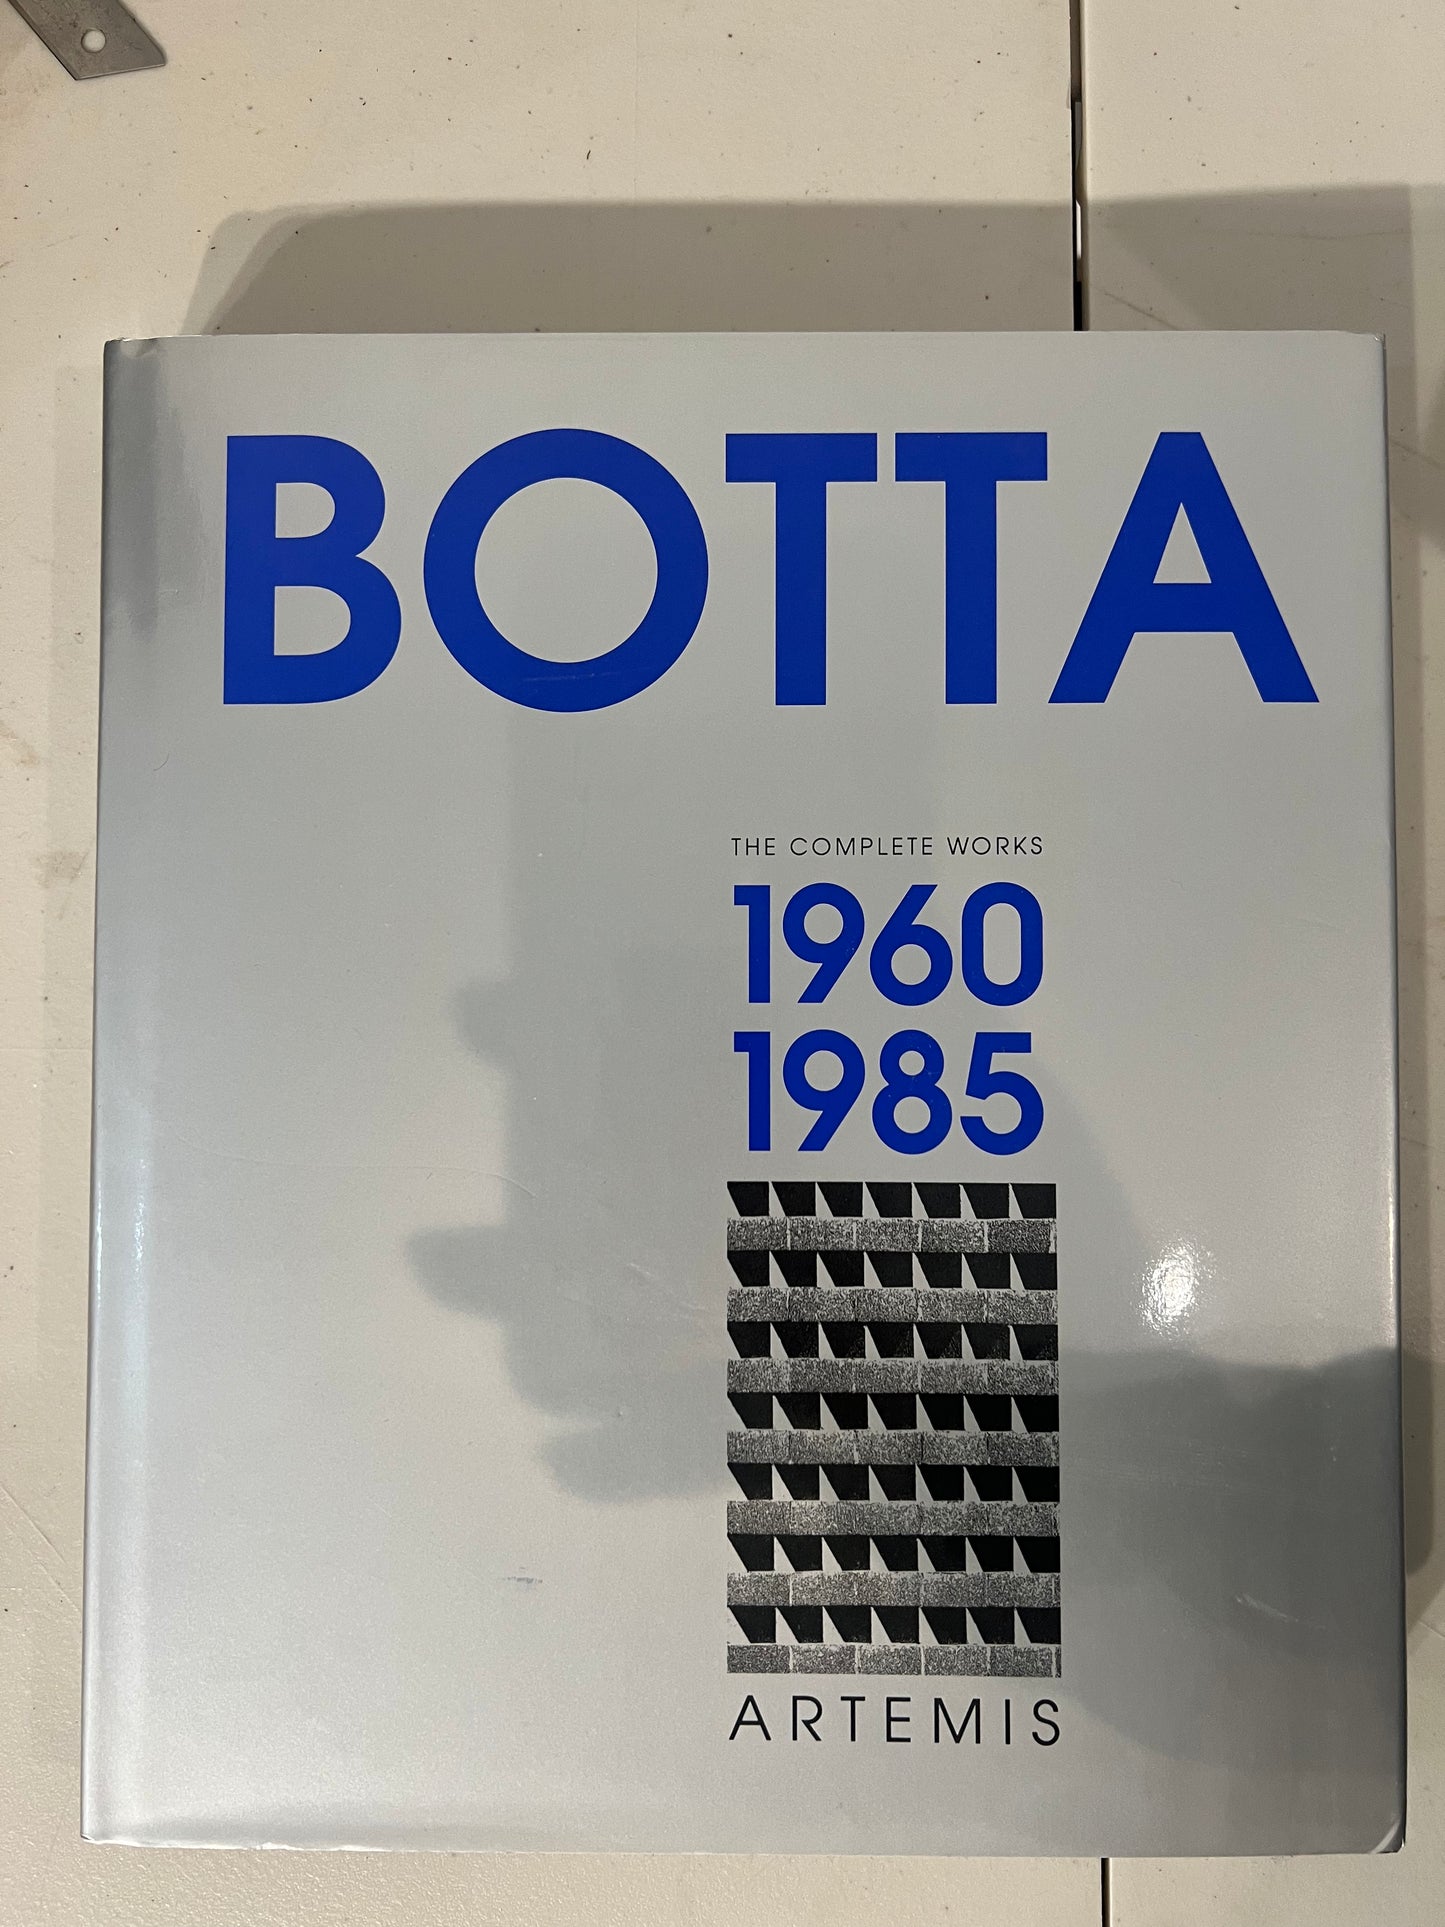 BOTTA
THE COMPLETE WORKS
1960
1985
ARTEMIS